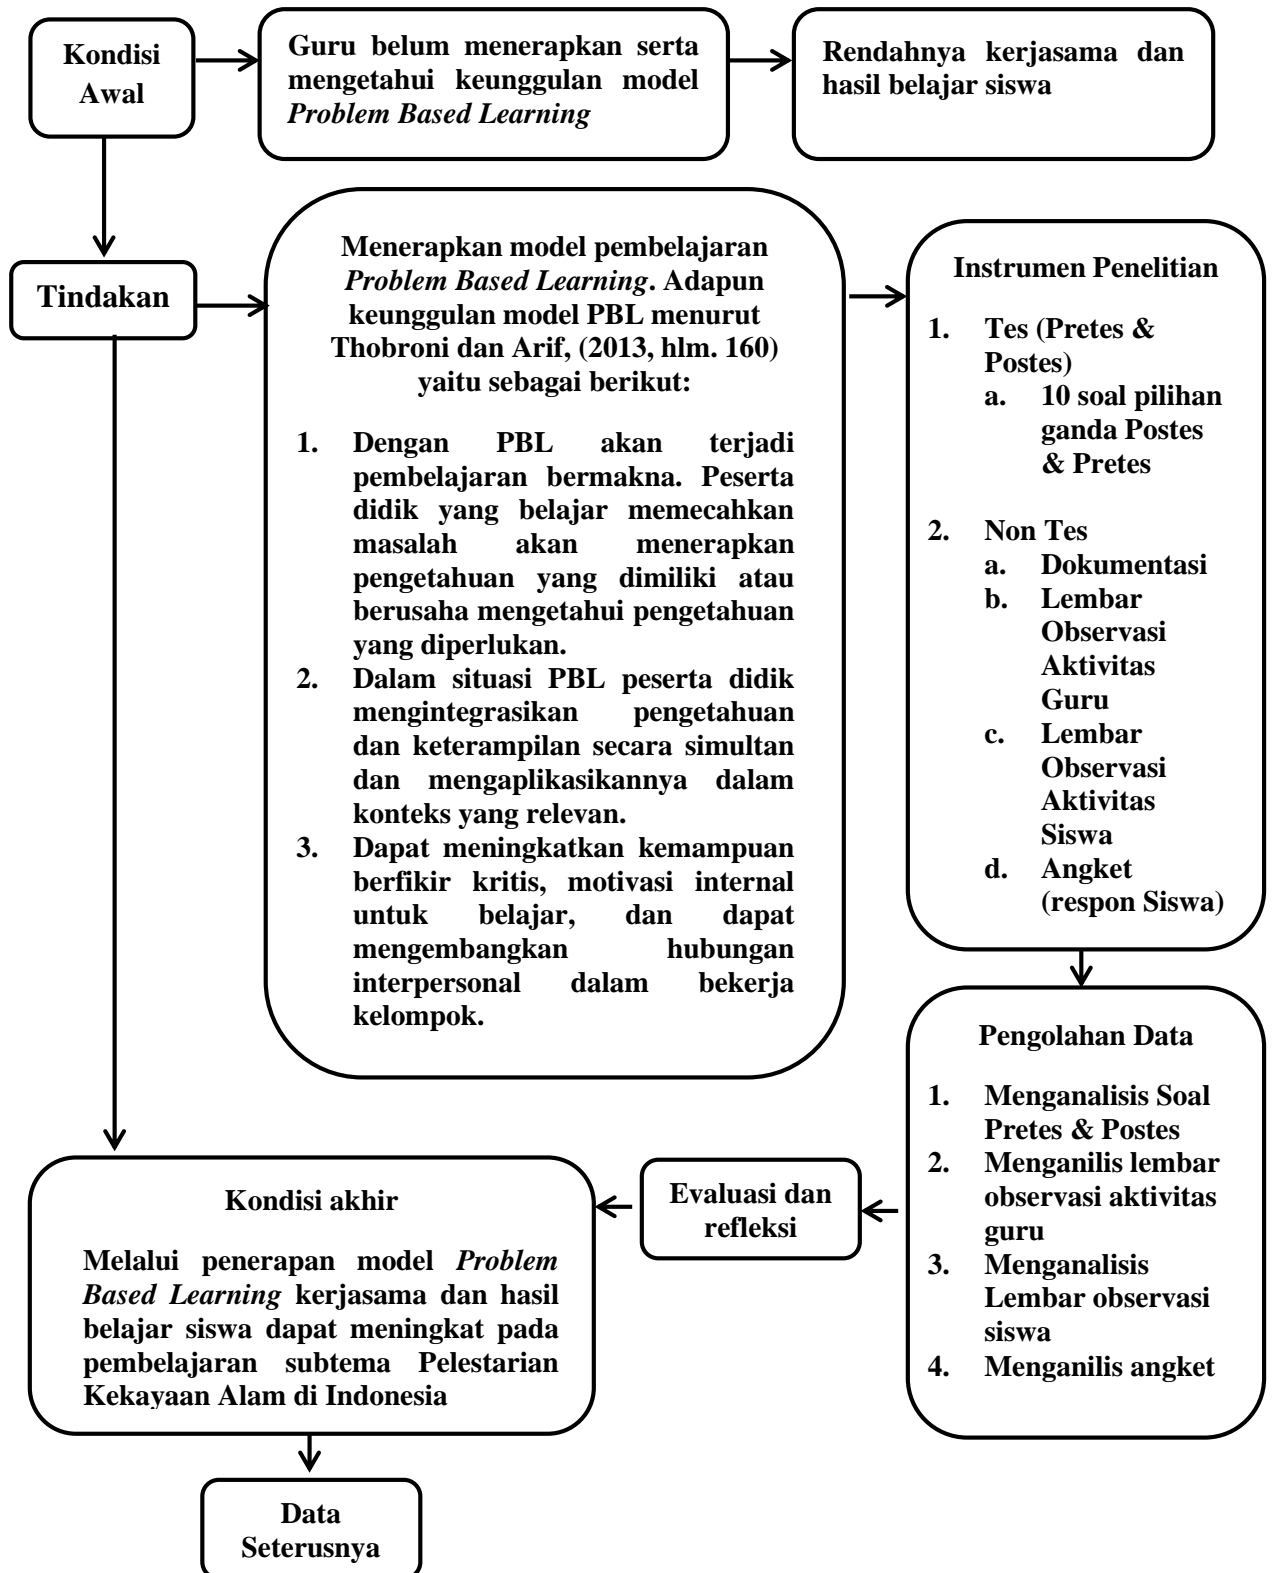 Kondisi
Awal
Guru belum menerapkan serta
mengetahui keunggulan model
Problem Based Learning
Rendahnya kerjasama dan
hasil belajar siswa
Tindakan
Menerapkan model pembelajaran
Problem Based Learning. Adapun
keunggulan model PBL menurut
Thobroni dan Arif, (2013, hlm. 160)
yaitu sebagai berikut:
1. Dengan PBL akan terjadi
pembelajaran bermakna. Peserta
didik yang belajar memecahkan
masalah akan menerapkan
pengetahuan yang dimiliki atau
berusaha mengetahui pengetahuan
yang diperlukan.
2. Dalam situasi PBL peserta didik
mengintegrasikan pengetahuan
dan keterampilan secara simultan
dan mengaplikasikannya dalam
konteks yang relevan.
3. Dapat meningkatkan kemampuan
berfikir kritis, motivasi internal
untuk belajar, dan dapat
mengembangkan hubungan
interpersonal dalam bekerja
kelompok.
Instrumen Penelitian
1. Tes (Pretes &
Postes)
a. 10 soal pilihan
ganda Postes
& Pretes
2. Non Tes
a. Dokumentasi
b. Lembar
Observasi
Aktivitas
Guru
c. Lembar
Observasi
Aktivitas
Siswa
d. Angket
(respon Siswa)
Pengolahan Data
1. Menganalisis Soal
Pretes & Postes
2. Menganilis lembar
observasi aktivitas
guru
3. Menganalisis
Lembar observasi
siswa
4. Menganilis angket
Evaluasi dan
refleksi
Kondisi akhir
Melalui penerapan model Problem
Based Learning kerjasama dan hasil
belajar siswa dapat meningkat pada
pembelajaran subtema Pelestarian
Kekayaan Alam di Indonesia
Data
Seterusnya